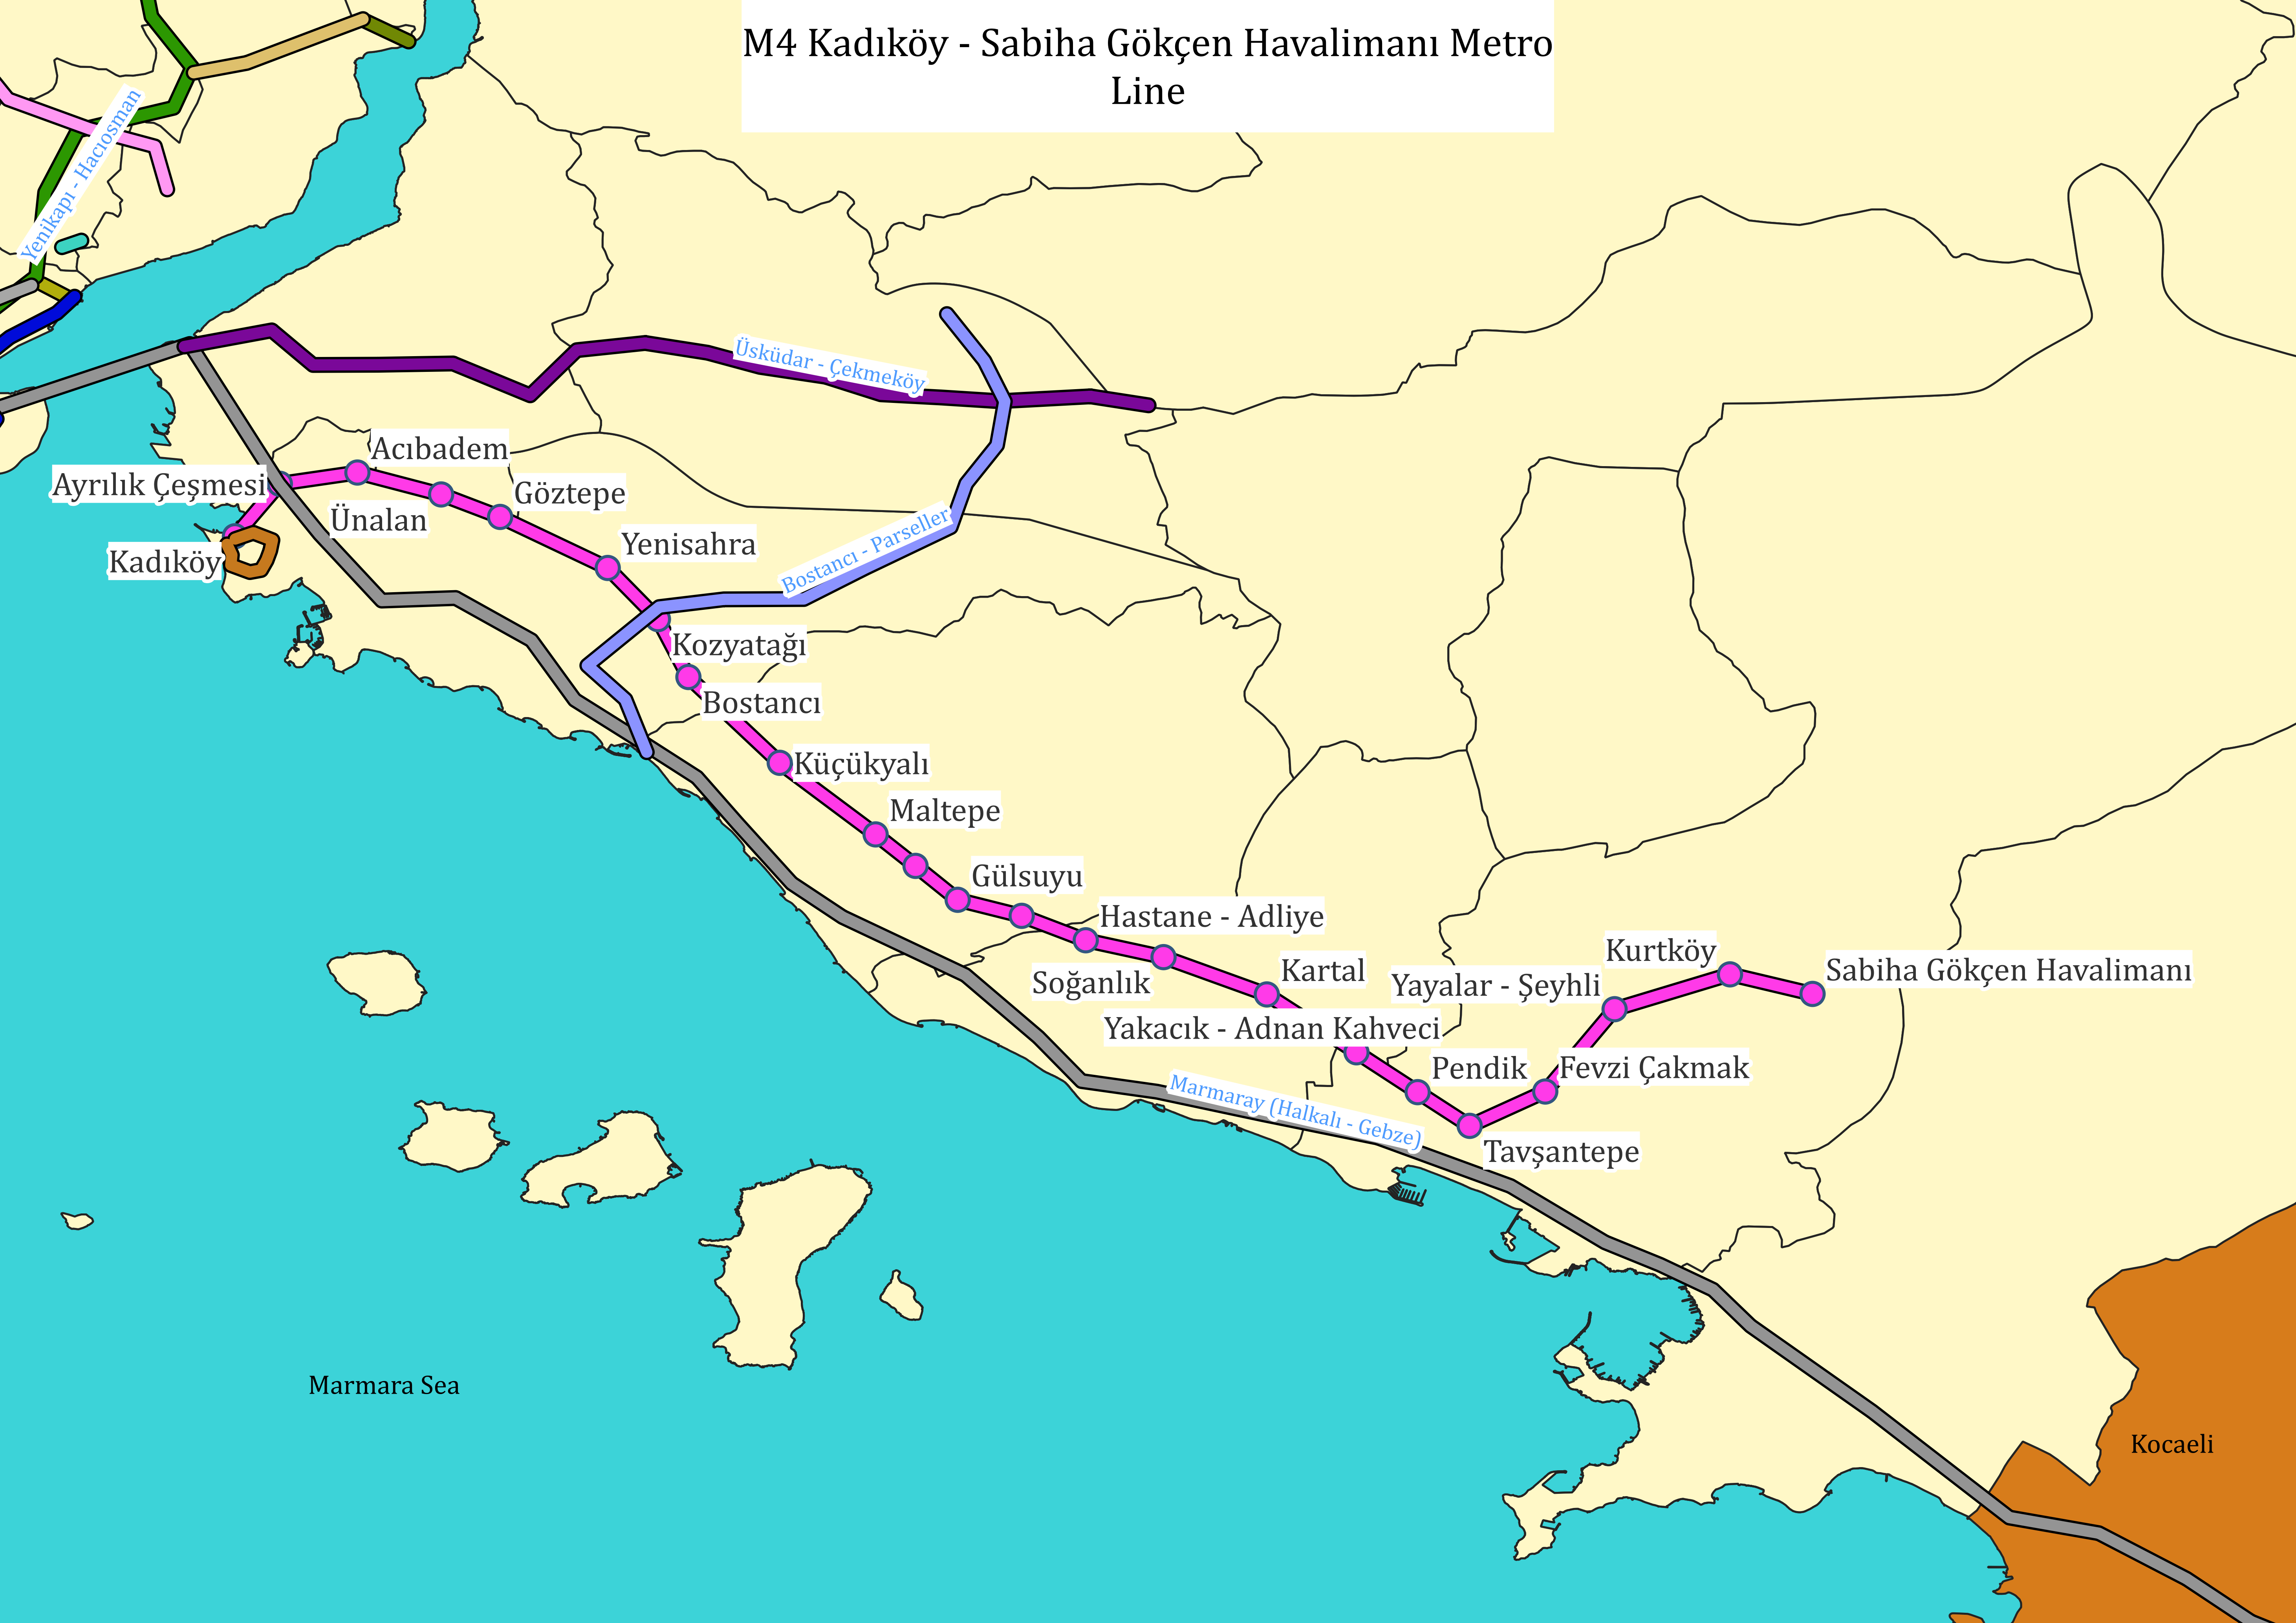 M4 Kadıköy - Sabiha Gökçen Havalimanı Metro
Line
Yenikapı - Hacıosman
Üsküdar - Çekmeköy
Acıbadem
Ayrılık Çeşmesi
Göztepe
Ünalan
Bostancı - Parseller
Yenisahra
Kadıköy
Kozyatağı
Bostancı
Küçükyalı
Maltepe
Gülsuyu
Hastane - Adliye
Kurtköy
Kartal
Sabiha Gökçen Havalimanı
Soğanlık
Yayalar - Şeyhli
Yakacık - Adnan Kahveci
Pendik
Fevzi Çakmak
Marmaray (Halkalı - Gebze)
Tavşantepe
Marmara Sea
Kocaeli